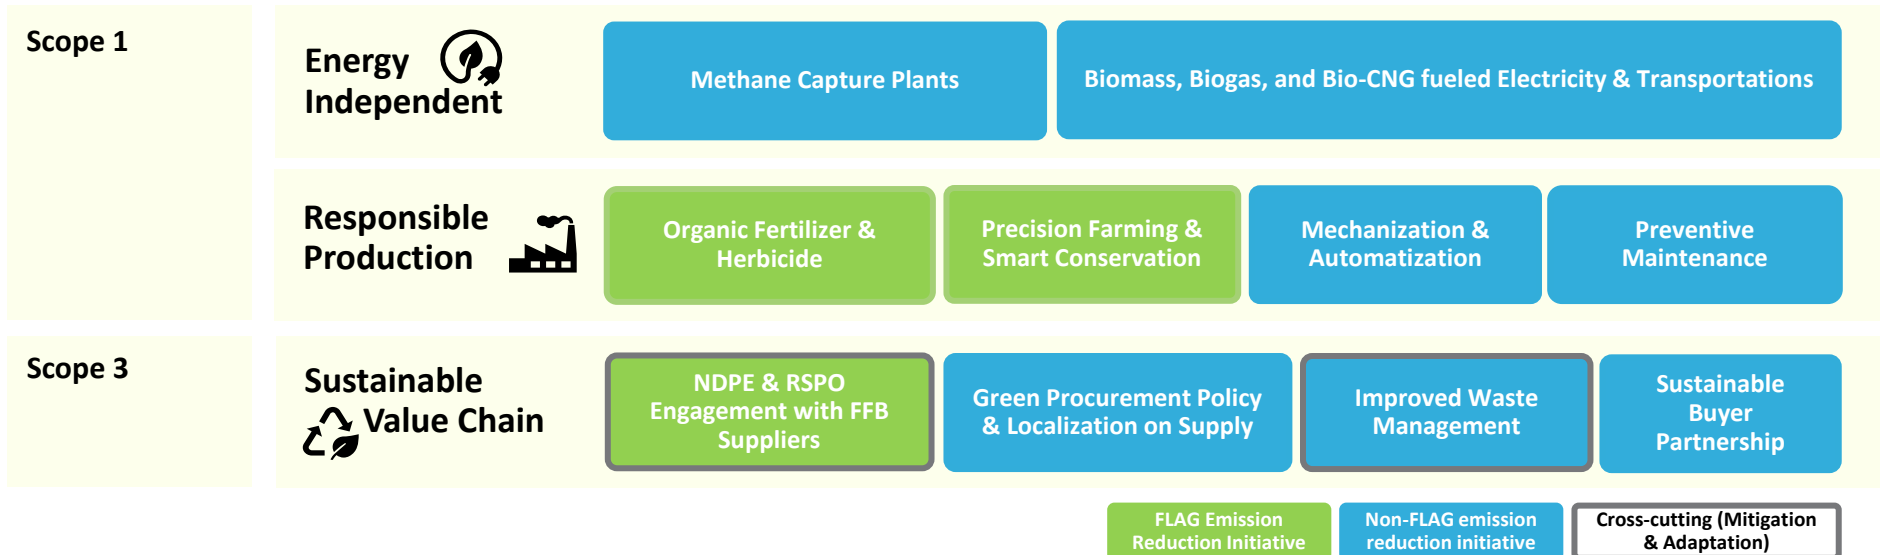 Scope 1
Energy
Independent
Methane Capture Plants
Biomass, Biogas, and Bio-CNG fueled Electricity & Transportations
Responsible
Production
Organic Fertilizer &
Herbicide
Precision Farming &
Smart Conservation
Mechanization &
Automatization
Preventive
Maintenance
Scope 3
Sustainable
Value Chain
NDPE & RSPO
Engagement with FFB
Suppliers
Green Procurement Policy
& Localization on Supply
Improved Waste
Management
Sustainable
Buyer
Partnership
FLAG Emission
Reduction Initiative
Non-FLAG emission
reduction initiative
Cross-cutting (Mitigation
& Adaptation)